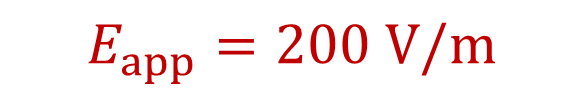 E_app = 200 V/m